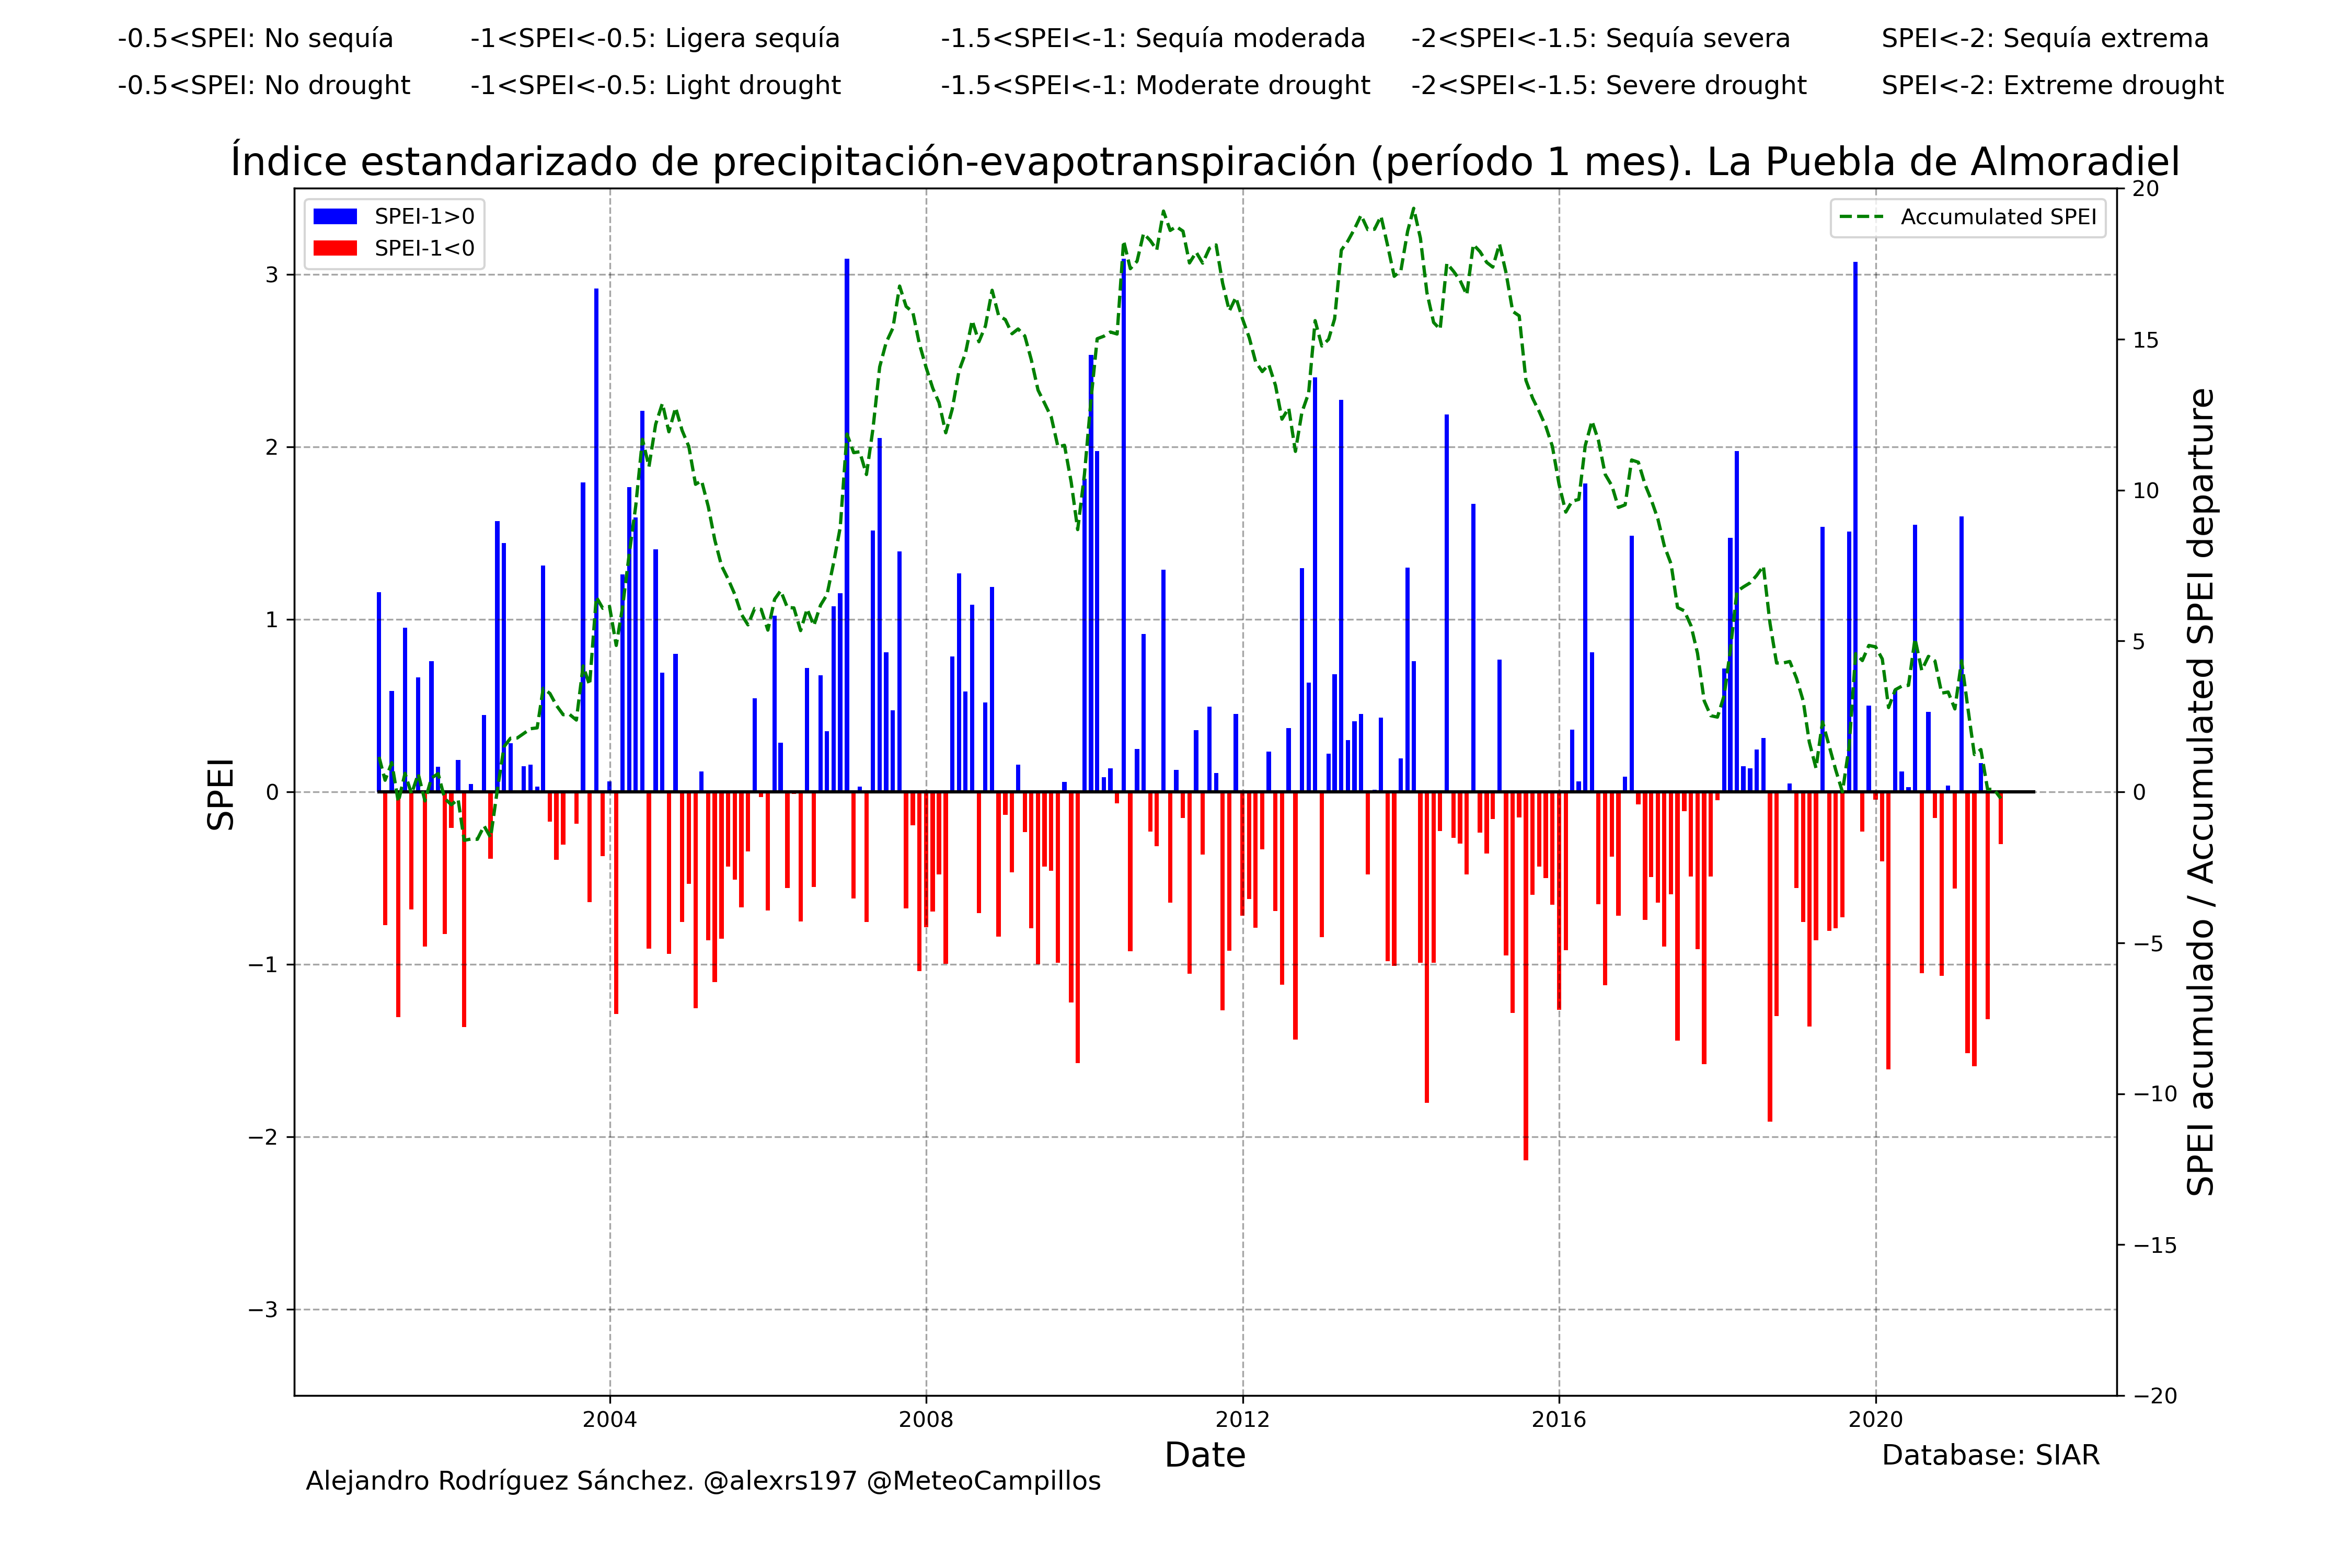 -0.5<SPEI: No sequía -1<SPEI<-0.5: Ligera sequía -1.5<SPEI<-1: Sequía moderada -2<SPEI<-1.5: Sequía severa SPEI<-2: Sequía extrema
-0.5<SPEI: No drought -1<SPEI<-0.5: Light drought -1.5<SPEI<-1: Moderate drought -2<SPEI<-1.5: Severe drought SPEI<-2: Extreme drought
Índice estandarizado de precipitación-evapotranspiración (período 1 mes). La Puebla de Almoradiel
SPEI-1>0
SPEI-1<0
Accumulated SPEI
SPEI
3
2
1
0
−1
−2
−3
20
15
10
5
0
−5
−10
−15
−20
SPEI acumulado / Accumulated SPEI departure
2004 2008 2012 2016 2020
Date
Database: SIAR
Alejandro Rodríguez Sánchez. @alexrs197 @MeteoCampillos